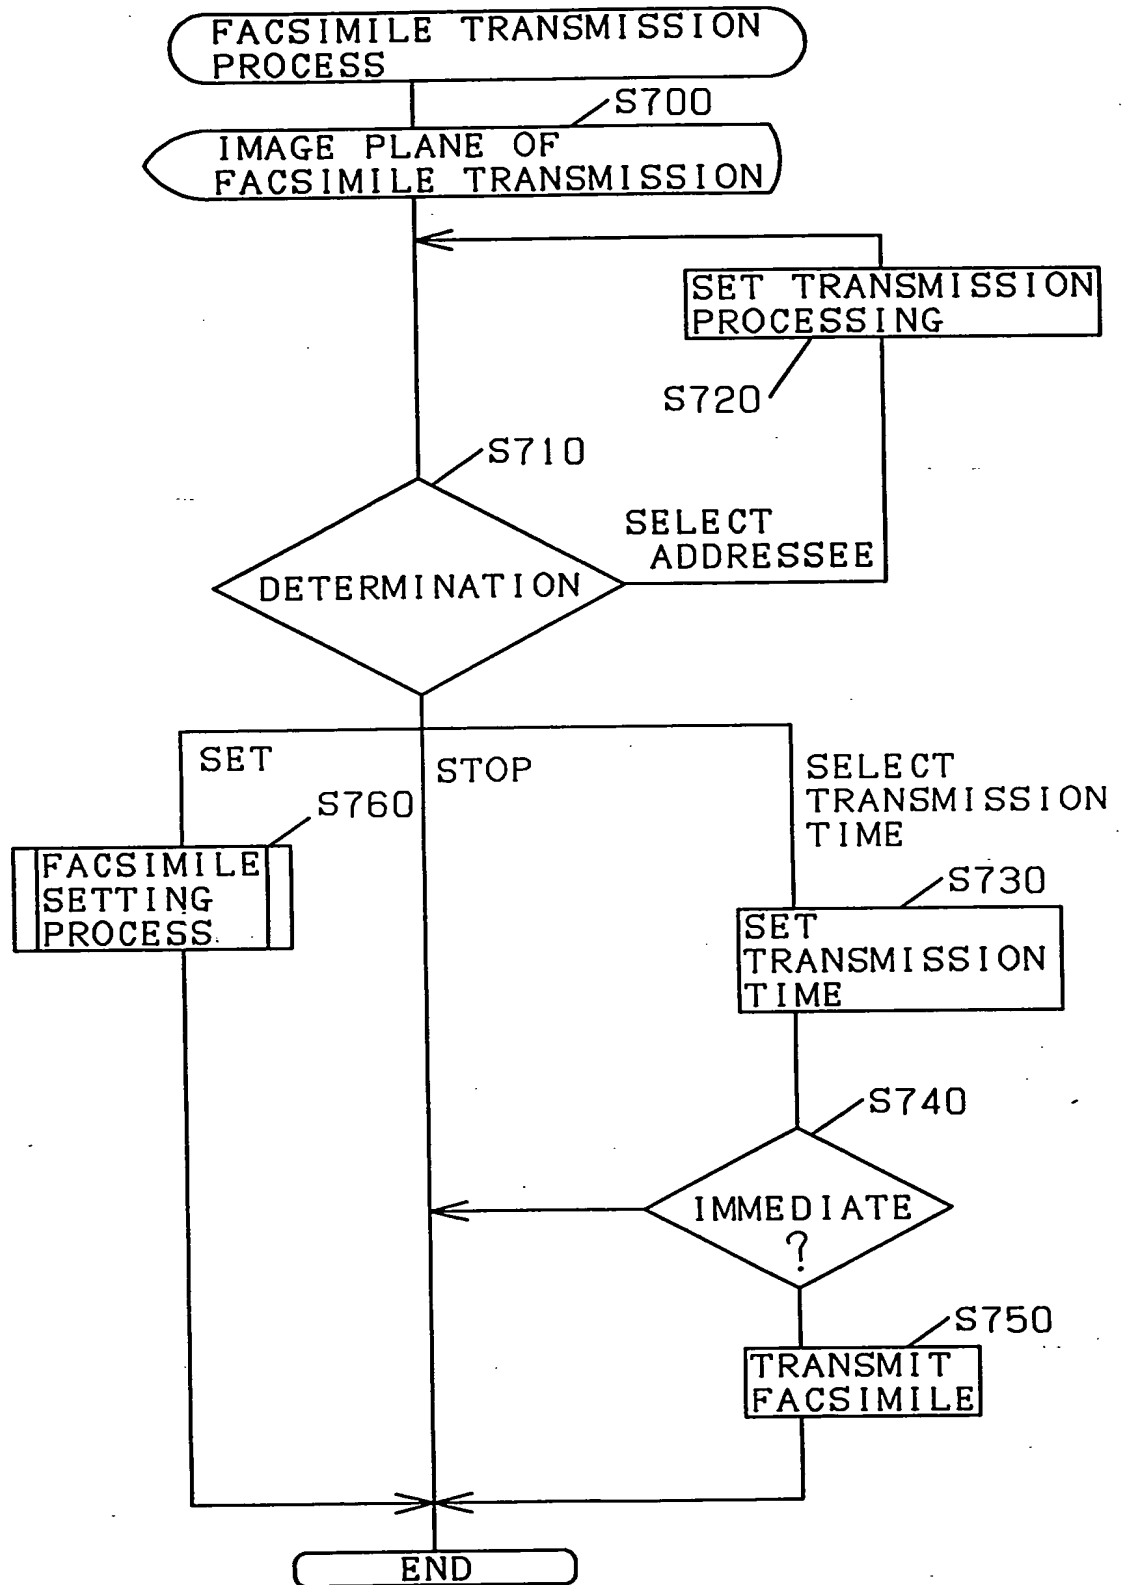 FACSIMILE TRANSMISSION
PROCESS
S700
IMAGE PLANE OF
FACSIMILE TRANSMISSION
SET TRANSMISSION
PROCESSING
S720
S710
SELECT
ADDRESSEE
DETERMINATION
SET
STOP
SELECT
TRANSMISSION
TIME
S760
FACSIMILE
SETTING
PROCESS
S730
SET
TRANSMISSION
TIME
S740
IMMEDIATE
?
S750
TRANSMIT
FACSIMILE
END